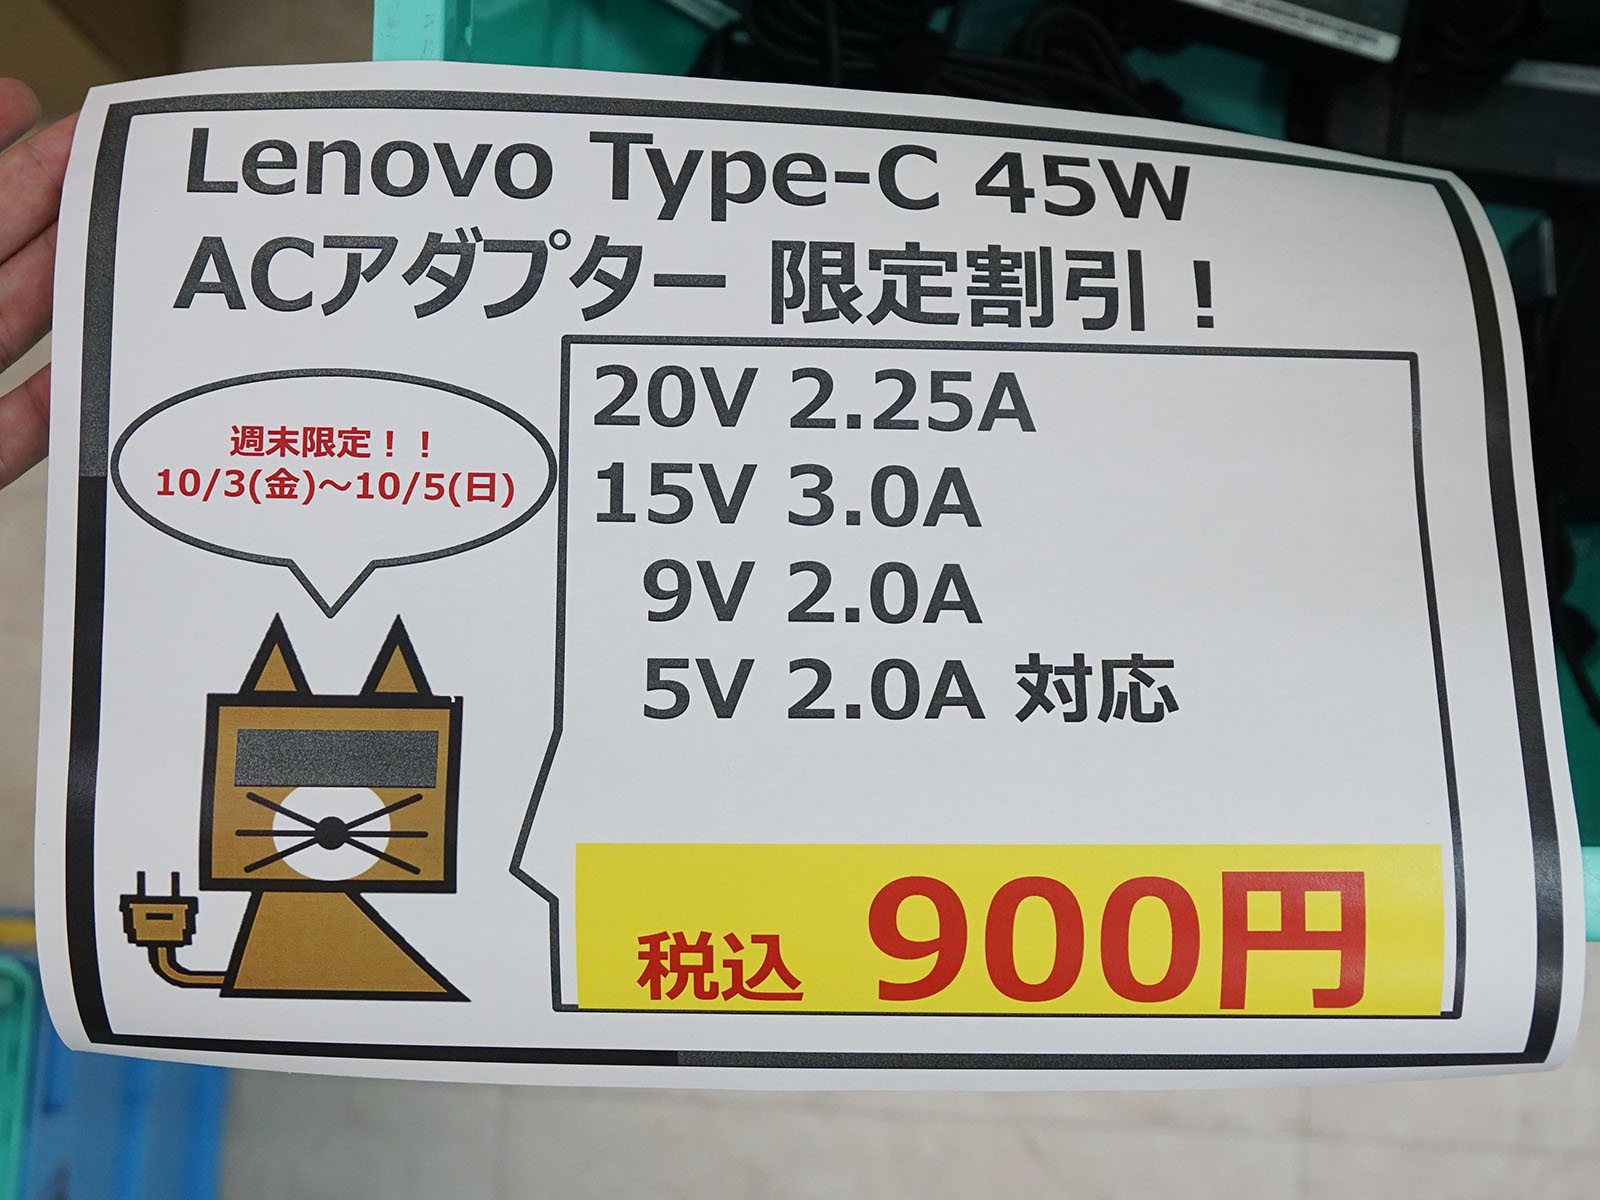 Lenovo Type-C 45W
ACアダプター 限定割引！
週末限定！！
10/3(金)～10/5(日)
20V 2.25A
15V 3.0A
9V 2.0A
5V 2.0A 対応
税込 900円